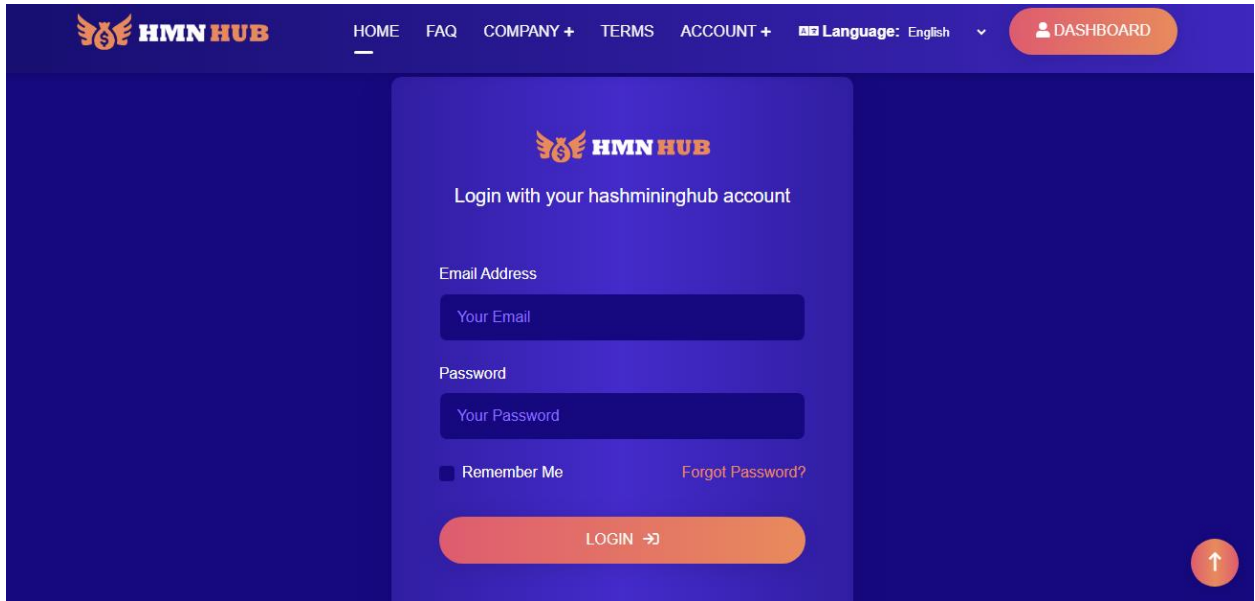 HMN HUB HOME FAQ COMPANY + TERMS ACCOUNT + Language: English DASHBOARD
HMN HUB
Login with your hashmininghub account
Email Address
Your Email
Password
Your Password
Remember Me Forgot Password?
LOGIN